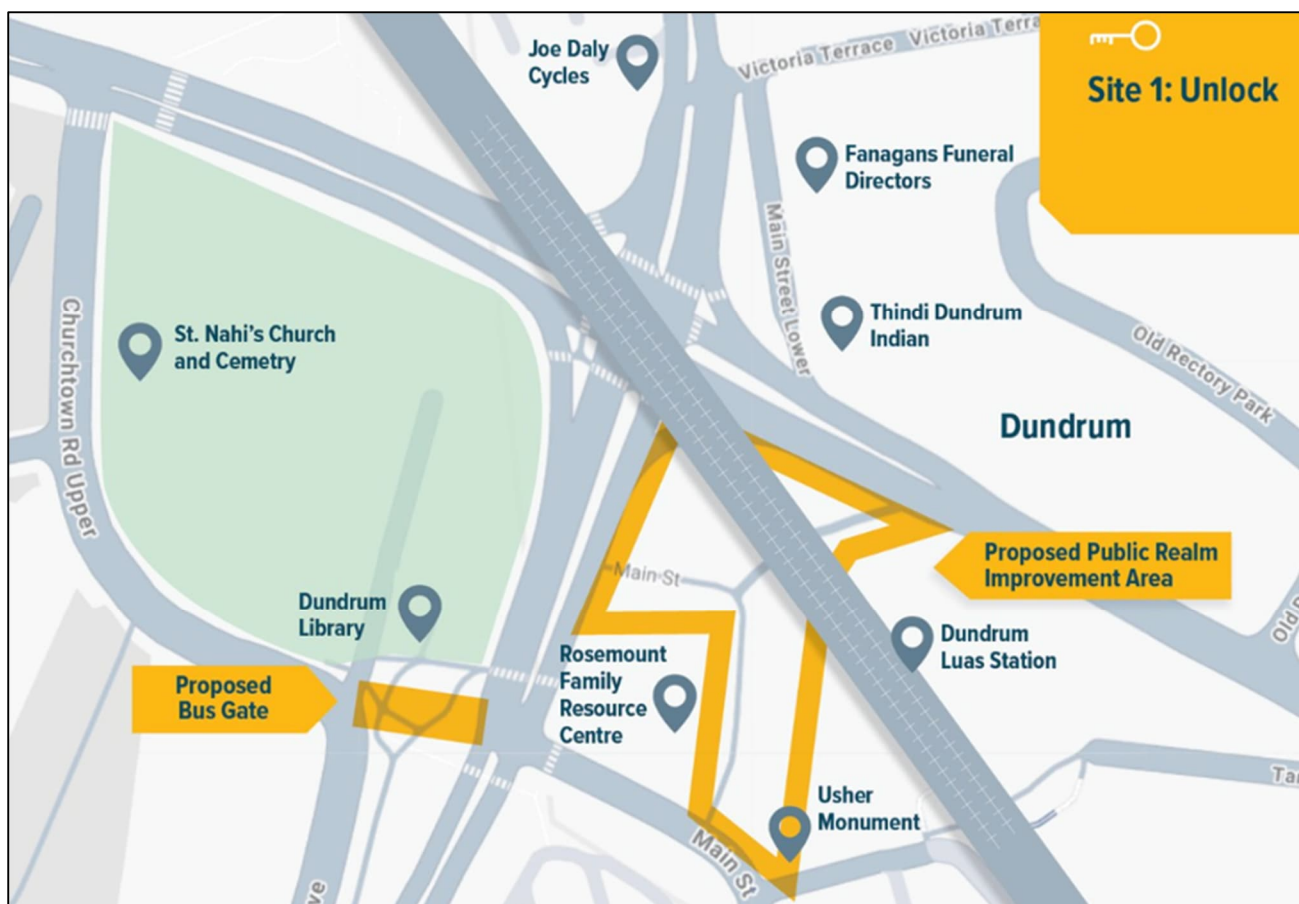 Joe Daly
Cycles
Victoria Terrace
Victoria Terrace
Site 1: Unlock
Fanagans Funeral
Directors
Main Street Lower
Thindi Dundrum
Indian
Old Rectory Park
St. Nahi's Church
and Cemetry
Churchtown Rd Upper
Dundrum
Proposed Public Realm
Improvement Area
Main St
Dundrum
Library
Dundrum
Luas Station
Rosemount
Family
Resource
Centre
Proposed
Bus Gate
Usher
Monument
Main St
Old